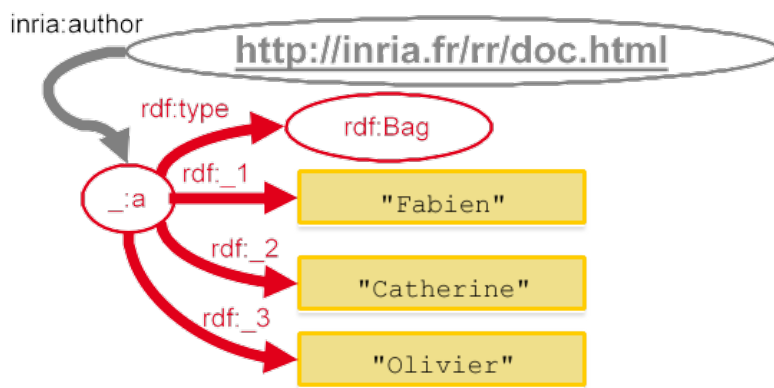 inria:author
http://inria.fr/rr/doc.html
rdf:type
rdf:Bag
_:a
rdf:_1
"Fabien"
rdf:_2
"Catherine"
rdf:_3
"Olivier"